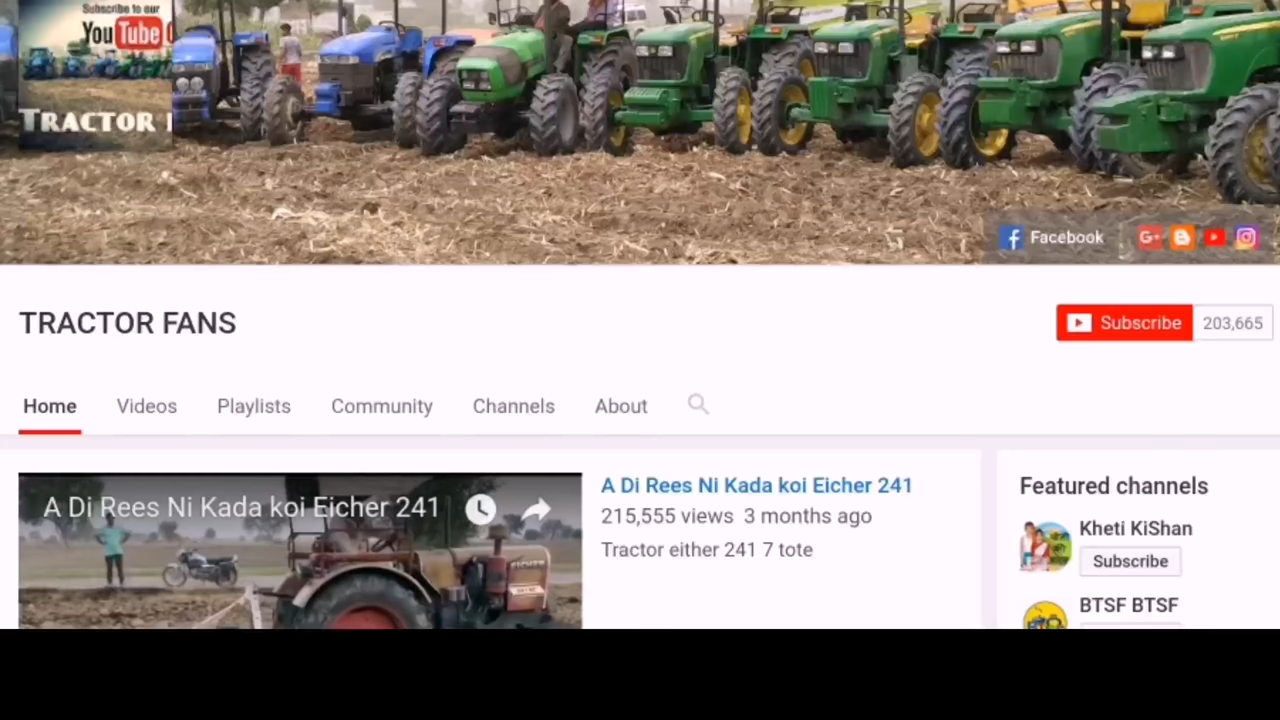 Subscribe to our
YouTube
TRACTOR
Facebook
G+
TRACTOR FANS
Subscribe 203,665
Home Videos Playlists Community Channels About
A Di Rees Ni Kada koi Eicher 241
EICHER
A Di Rees Ni Kada koi Eicher 241
215,555 views 3 months ago
Tractor either 241 7 tote
Featured channels
Kheti KiShan
Subscribe
BTSF BTSF